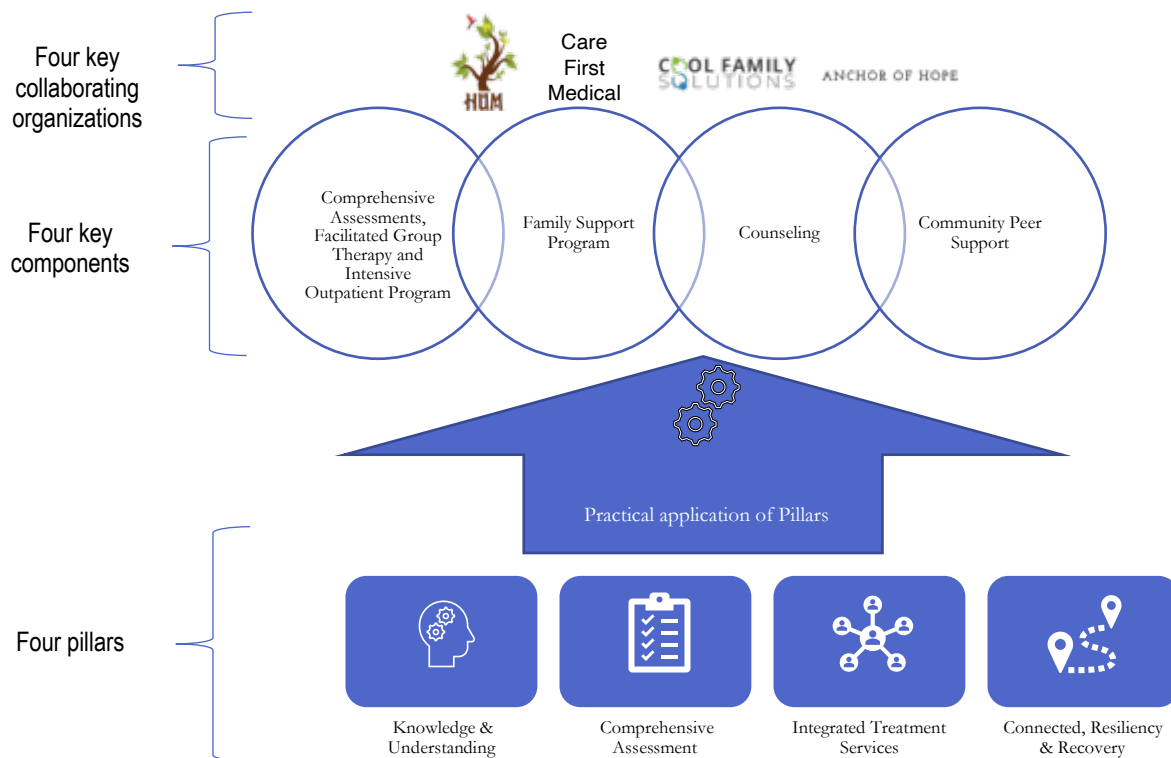 Four key
collaborating
organizations
HOM
Care
First
Medical
COOL FAMILY
SOLUTIONS
ANCHOR OF HOPE
Four key
components
Comprehensive
Assessments,
Facilitated Group
Therapy and
Intensive
Outpatient Program
Family Support
Program
Counseling
Community Peer
Support
Practical application of Pillars
Four pillars
Knowledge &
Understanding
Comprehensive
Assessment
Integrated Treatment
Services
Connected, Resiliency
& Recovery